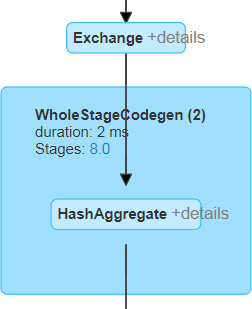 Exchange +details
WholeStageCodegen (2)
duration: 2 ms
Stages: 8.0
HashAggregate +details